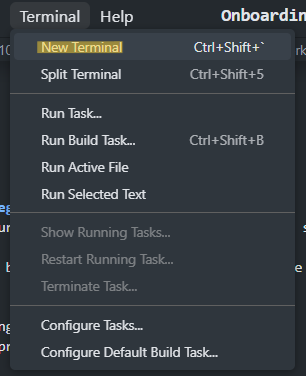 Terminal Help Onboardin
New Terminal Ctrl+Shift+`
Split Terminal Ctrl+Shift+5
Run Task...
Run Build Task... Ctrl+Shift+B
Run Active File
Run Selected Text
Show Running Tasks...
Restart Running Task...
Terminate Task...
Configure Tasks...
Configure Default Build Task...